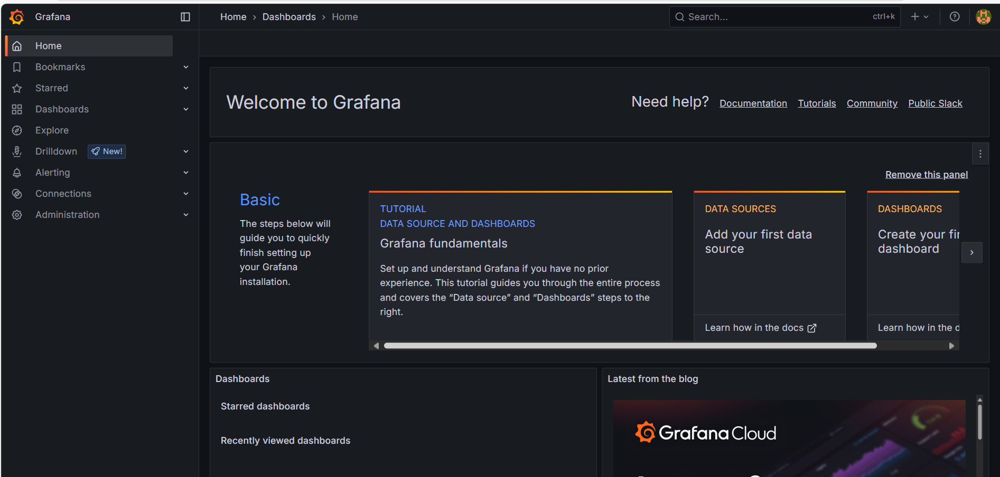 Grafana
Home
Dashboards
Home
Search...
ctrl+k
Home
Bookmarks
Starred
Dashboards
Explore
Drilldown
New!
Alerting
Connections
Administration
Welcome to Grafana
Need help?
Documentation
Tutorials
Community
Public Slack
Remove this panel
Basic
The steps below will
guide you to quickly
finish setting up
your Grafana
installation.
TUTORIAL
DATA SOURCE AND DASHBOARDS
Grafana fundamentals
Set up and understand Grafana if you have no prior
experience. This tutorial guides you through the entire process
and covers the “Data source” and “Dashboards” steps to the
right.
DATA SOURCES
Add your first data
source
Learn how in the docs
DASHBOARDS
Create your fir
dashboard
Learn how in the d
Dashboards
Starred dashboards
Recently viewed dashboards
Latest from the blog
Grafana Cloud